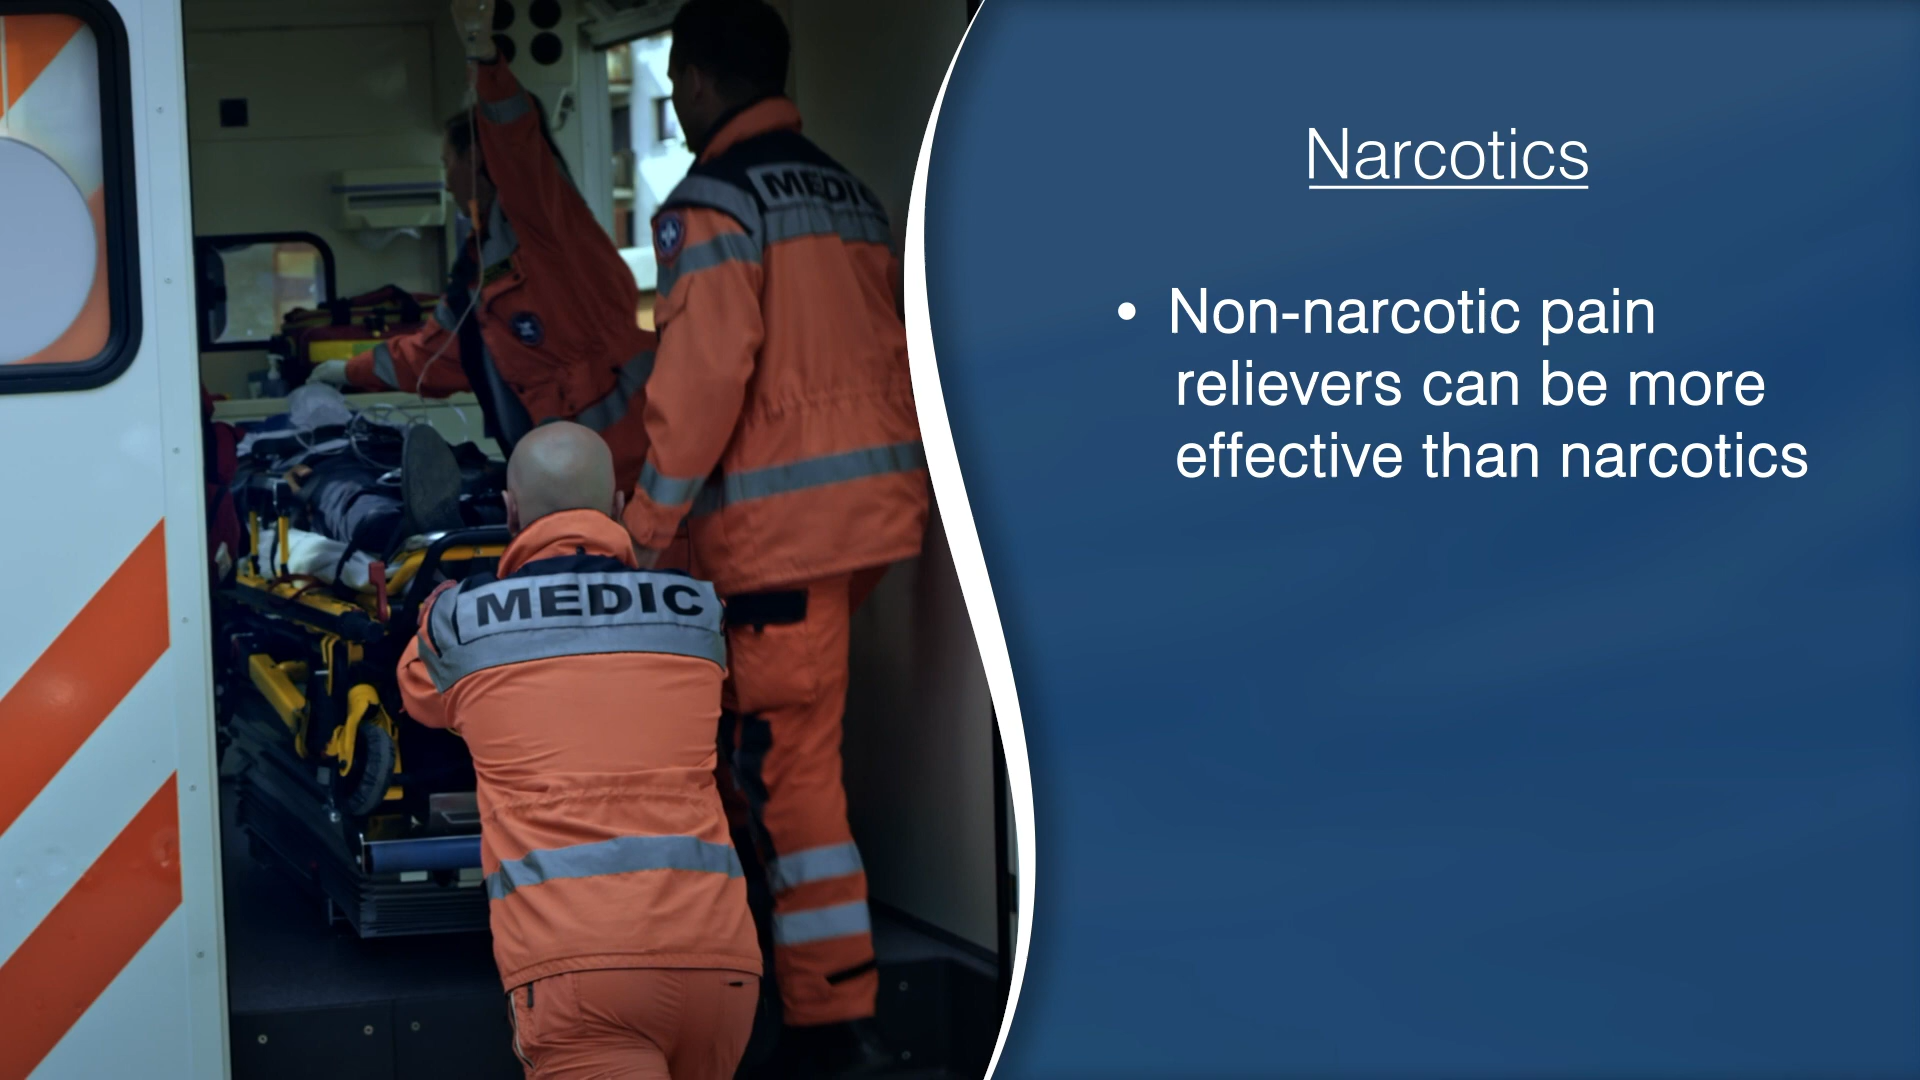 MEDIC
MEDIC
Narcotics
• Non-narcotic pain
relievers can be more
effective than narcotics